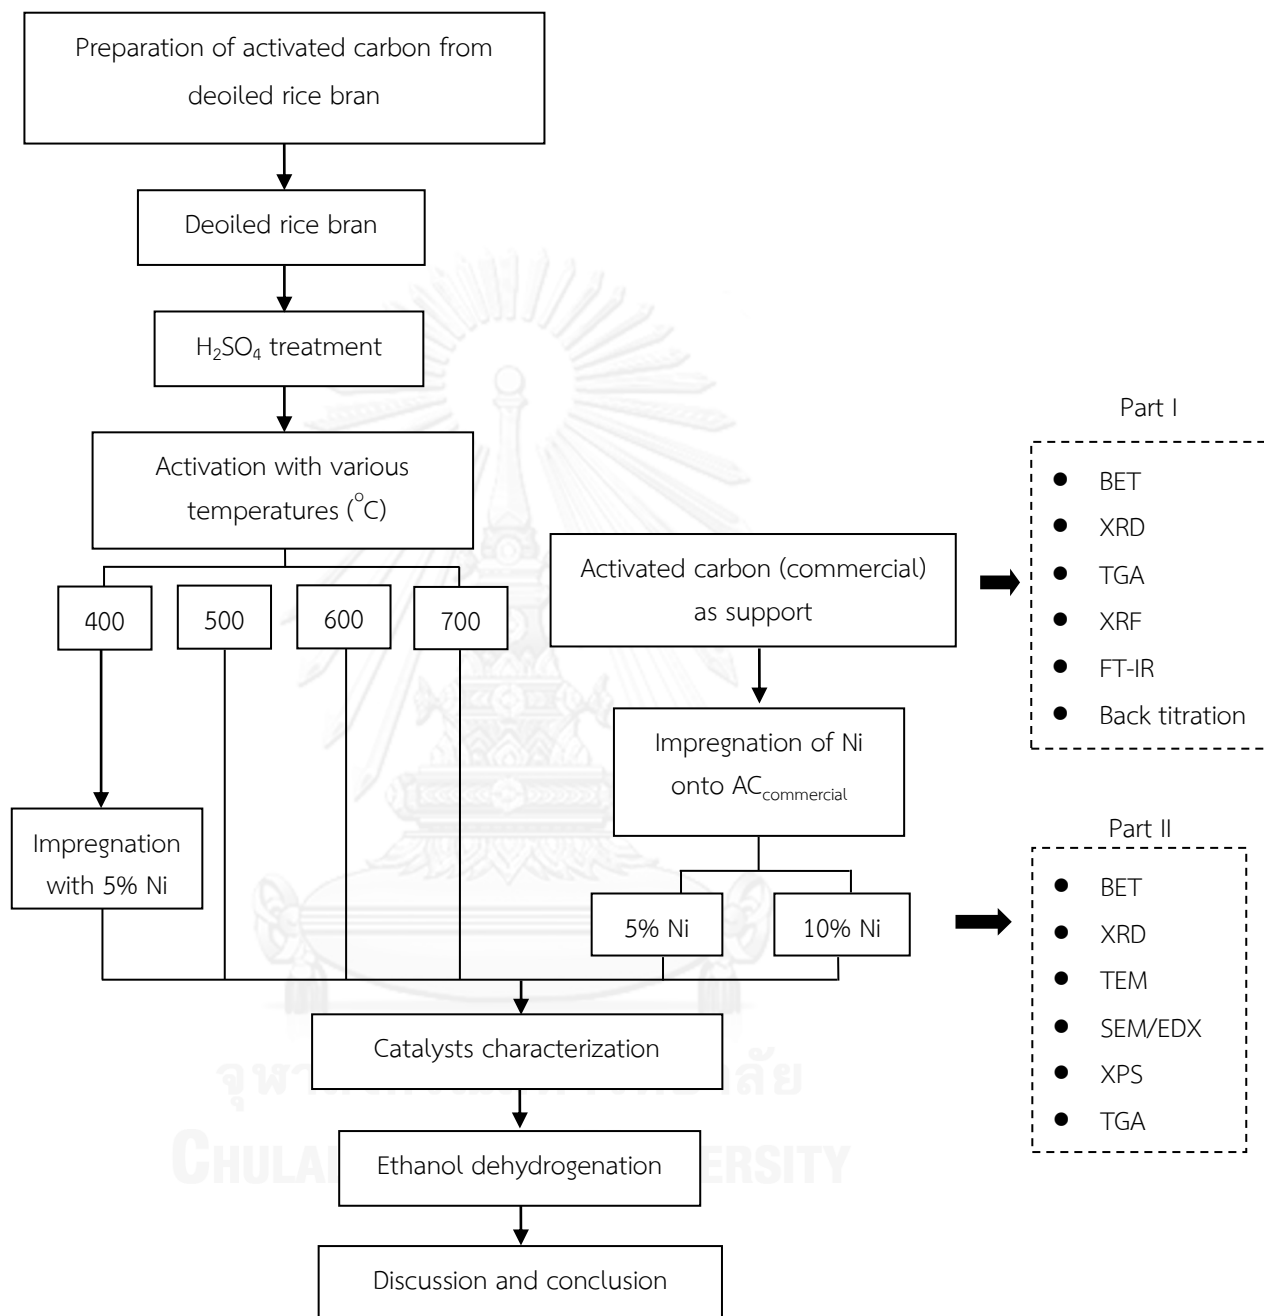 Preparation of activated carbon from
deoiled rice bran
Deoiled rice bran
H₂SO₄ treatment
Activation with various
temperatures (°C)
400
500
600
700
Impregnation
with 5% Ni
Activated carbon (commercial)
as support
Impregnation of Ni
onto AC commercial
5% Ni
10% Ni
Part I
● BET
● XRD
● TGA
● XRF
● FT-IR
● Back titration
Part II
● BET
● XRD
● TEM
● SEM/EDX
● XPS
● TGA
Catalysts characterization
Ethanol dehydrogenation
Discussion and conclusion